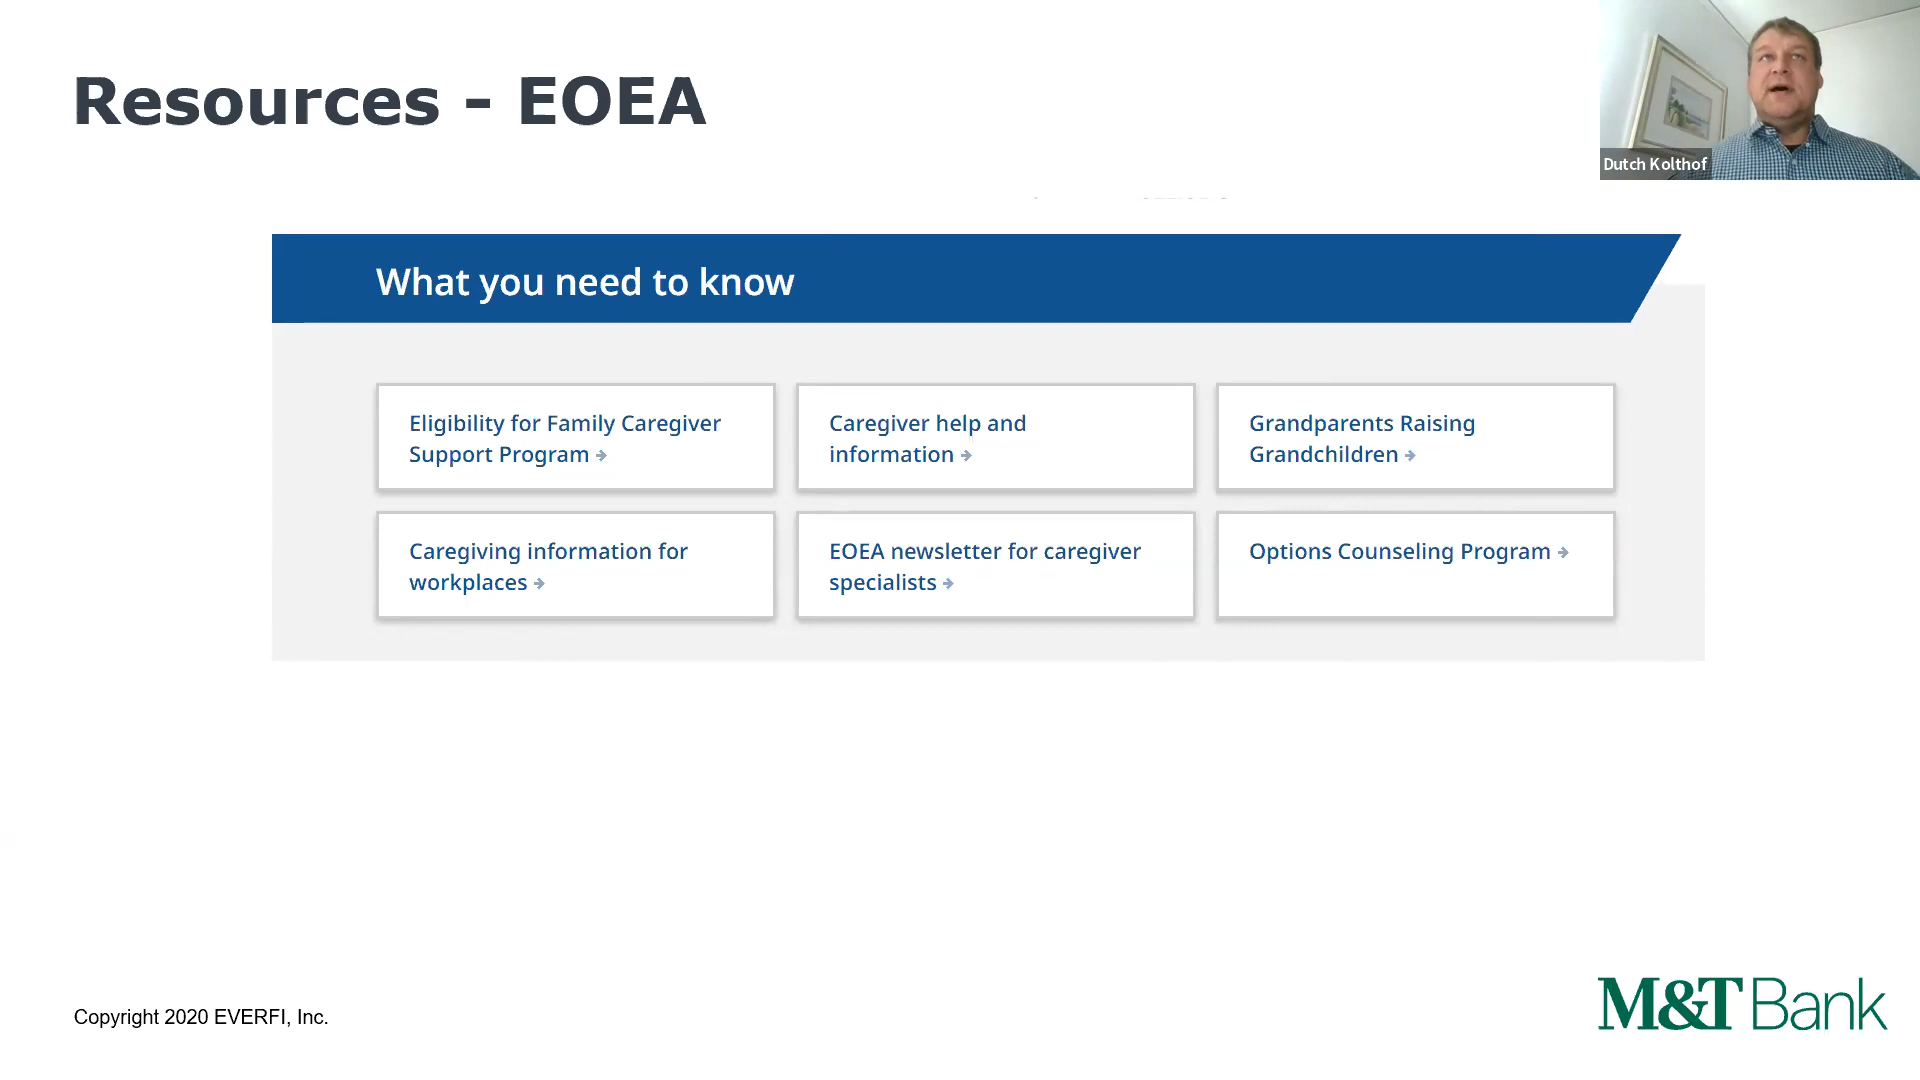 Resources - EOEA
Dutch Kolthof
What you need to know
Eligibility for Family Caregiver
Support Program →
Caregiver help and
information →
Grandparents Raising
Grandchildren →
Caregiving information for
workplaces →
EOEA newsletter for caregiver
specialists →
Options Counseling Program →
Copyright 2020 EVERFI, Inc.
M&T Bank